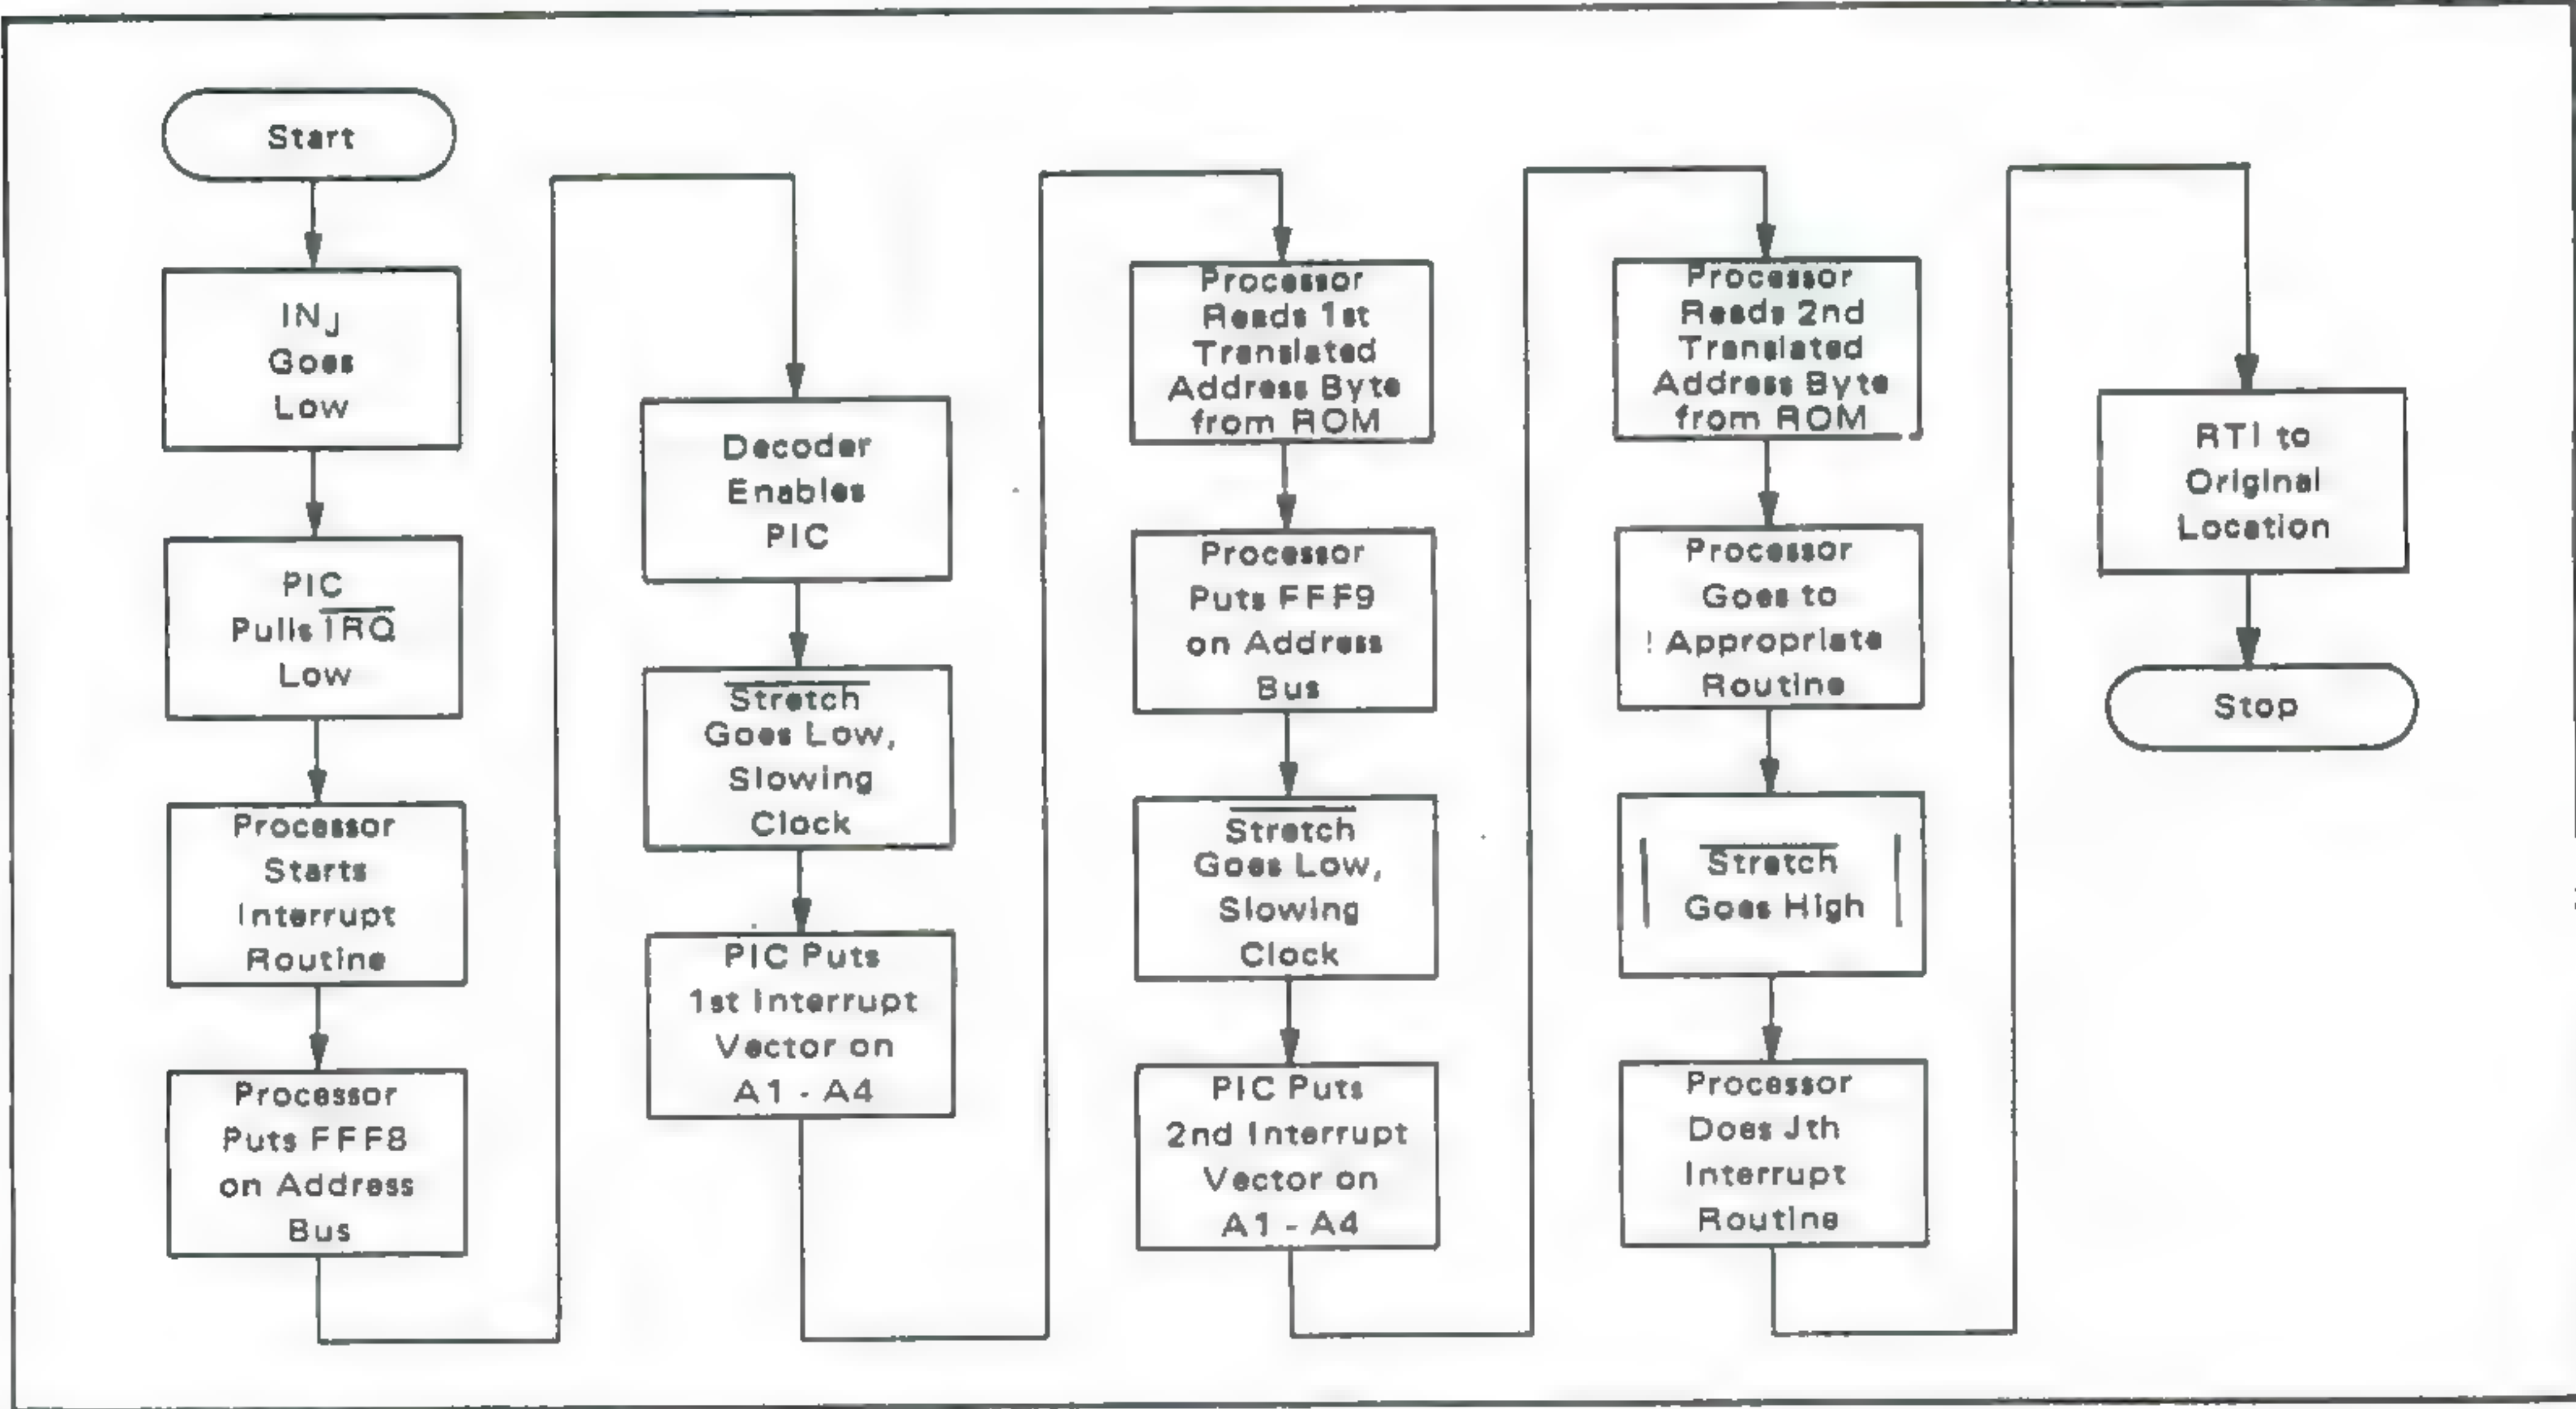 Start
IN J
Goes
Low
PIC
Pulls IRQ
Low
Processor
Starts
Interrupt
Routine
Processor
Puts FFF8
on Address
Bus
Decoder
Enables
PIC
Stretch
Goes Low,
Slowing
Clock
PIC Puts
1st Interrupt
Vector on
A1 - A4
Processor
Reads 1st
Translated
Address Byte
from ROM
Processor
Puts FFF9
on Address
Bus
Stretch
Goes Low,
Slowing
Clock
PIC Puts
2nd Interrupt
Vector on
A1 - A4
Processor
Reads 2nd
Translated
Address Byte
from ROM
Processor
Goes to
Appropriate
Routine
Stretch
Goes High
Processor
Does Jth
Interrupt
Routine
RTI to
Original
Location
Stop